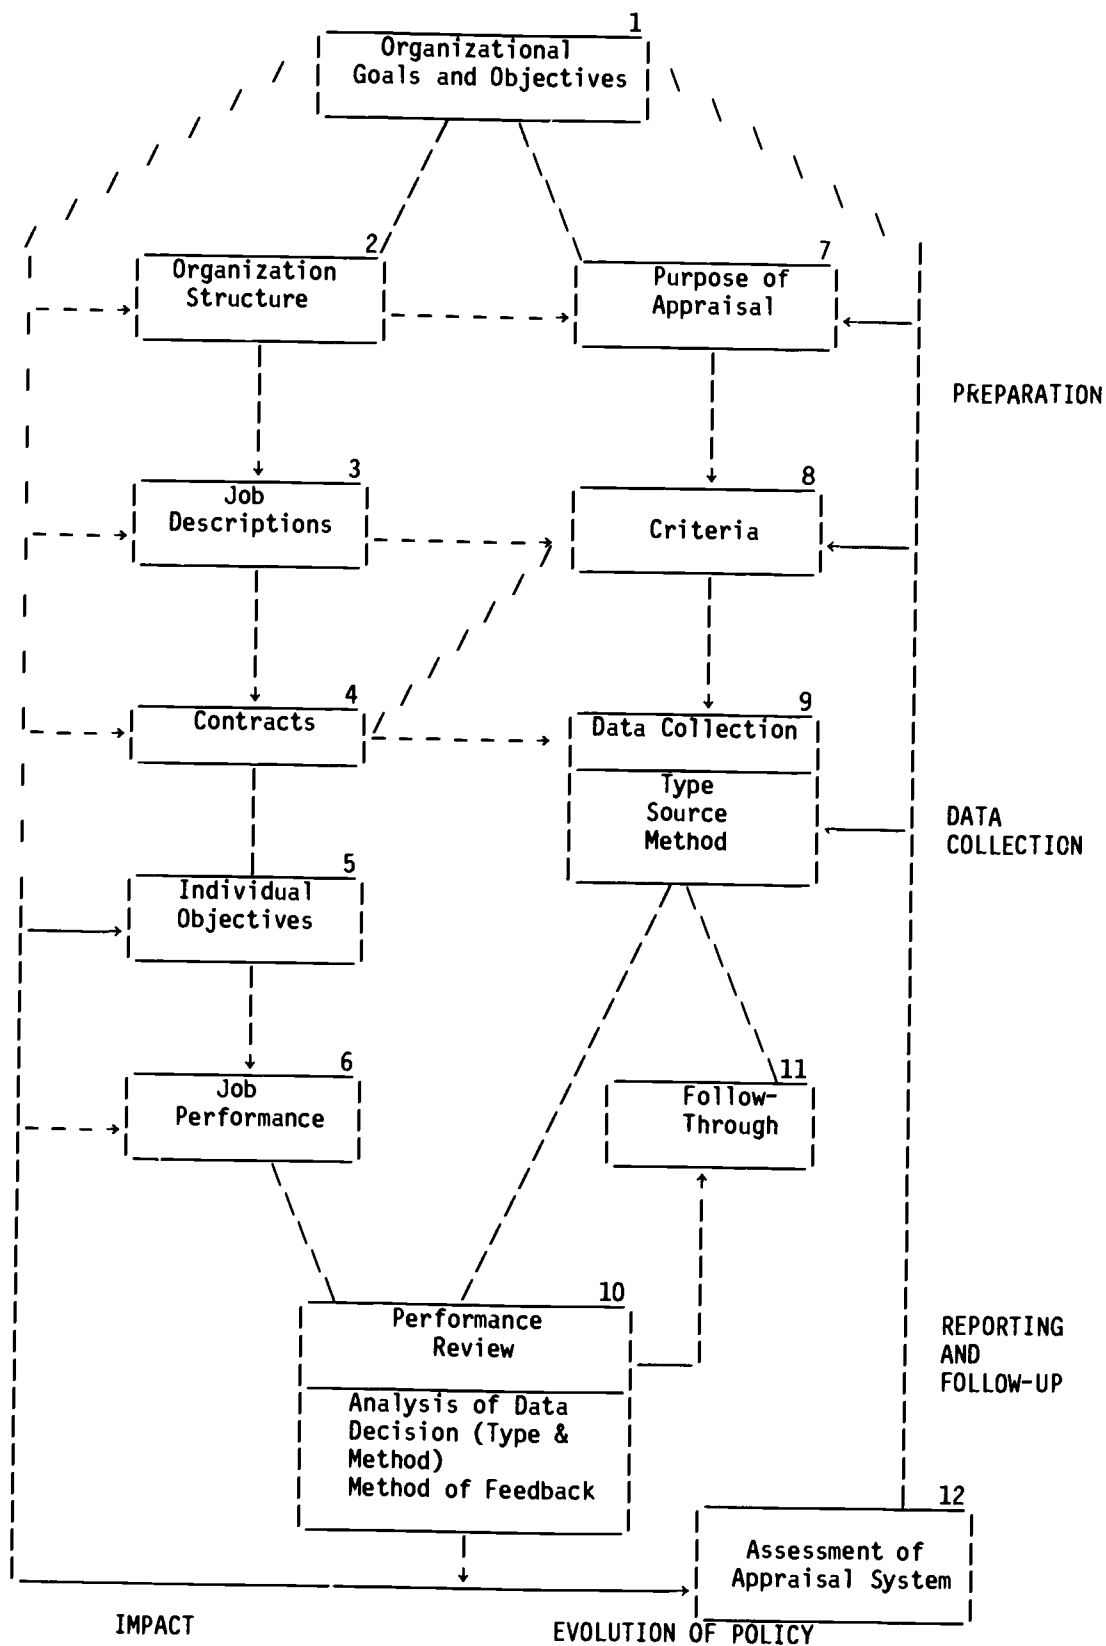 1
Organizational
Goals and Objectives
2
Organization
Structure
7
Purpose of
Appraisal
PREPARATION
3
Job
Descriptions
8
Criteria
4
Contracts
9
Data Collection
Type
Source
Method
DATA
COLLECTION
5
Individual
Objectives
6
Job
Performance
11
Follow-
Through
10
Performance
Review
Analysis of Data
Decision (Type &
Method)
Method of Feedback
REPORTING
AND
FOLLOW-UP
12
Assessment of
Appraisal System
IMPACT
EVOLUTION OF POLICY